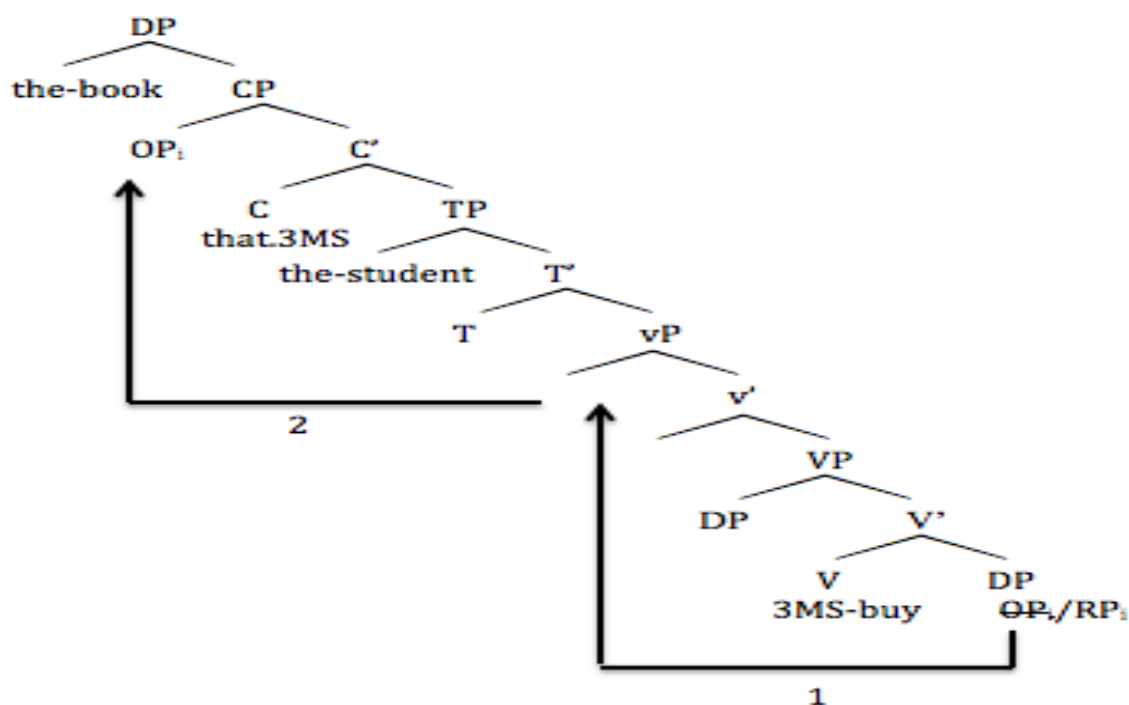 DP
the-book CP
OPᵢ C’
C TP
that.3MS
the-student T’
T vP
v’
2
VP
DP V’
V DP
3MS-buy OPᵢ/RPᵢ
1